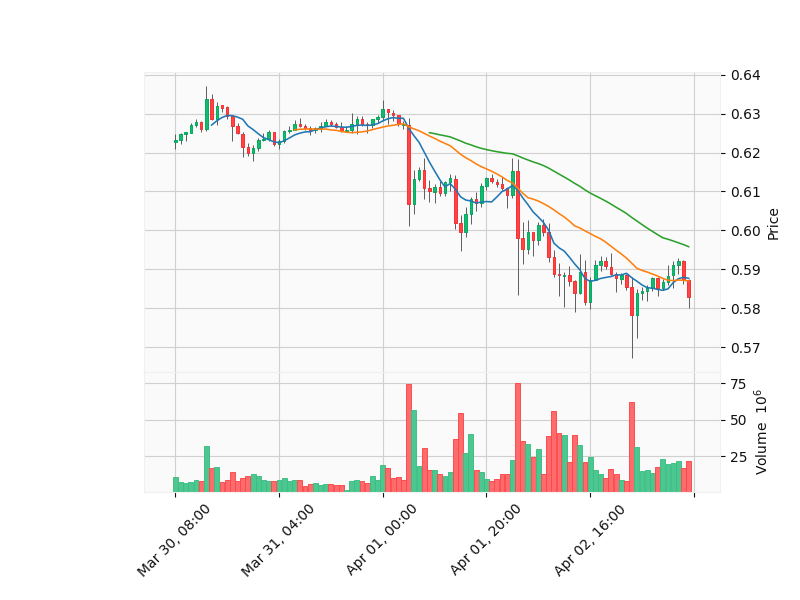 0.64
0.63
0.62
0.61
0.60
0.59
0.58
0.57
Price
75
50
25
Volume 10⁶
Mar 30, 08:00
Mar 31, 04:00
Apr 01, 00:00
Apr 01, 20:00
Apr 02, 16:00